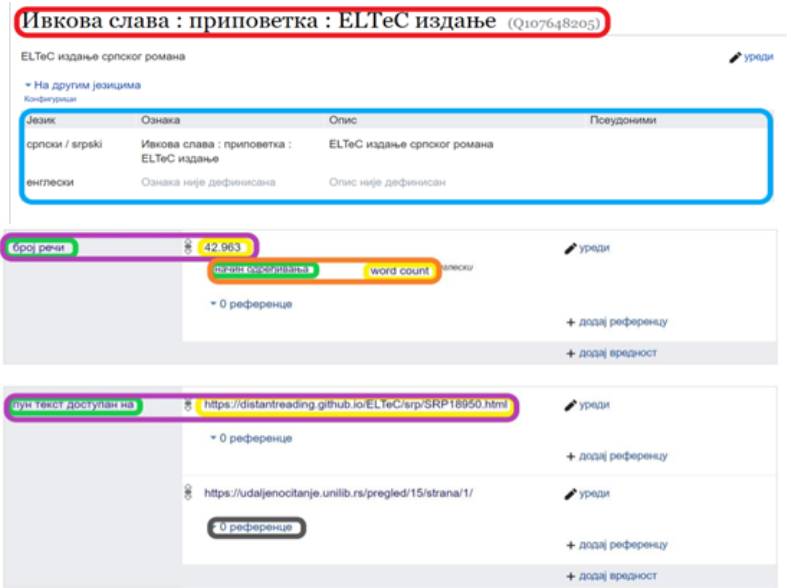 Ивкова слава : приповетка : ELTeC издање (Q107648205)
ELTeC издање српског романа
уреди
На другим језицима
Конфигуриши
Језик Ознака Опис Псеудоними
српски / srpski Ивкова слава : приповетка : ELTeC издање српског романа
ELTeC издање
енглески Ознака није дефинисана Опис није дефинисан
број речи 42.963 уреди
начин одређивања word count
0 референце
+ додај референцу
+ додај вредност
пун текст доступан на https://distantreading.github.io/ELTeC/srp/SRP18950.html уреди
0 референце
+ додај референцу
https://udaljenocitanje.unilib.rs/pregled/15/strana/1/ уреди
0 референце
+ додај референцу
+ додај вредност